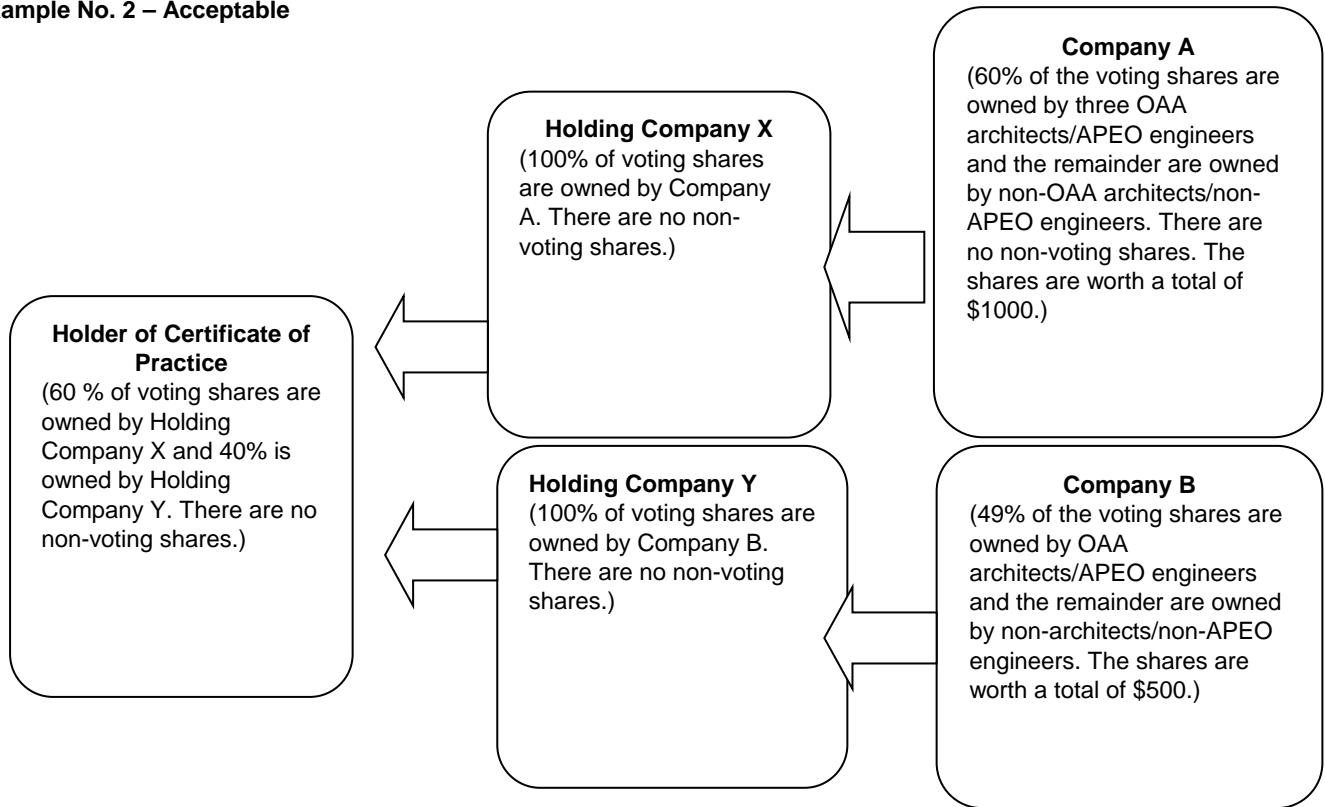 ample No. 2 – Acceptable
Company A
(60% of the voting shares are
owned by three OAA
architects/APEO engineers
and the remainder are owned
by non-OAA architects/non-
APEO engineers. There are
no non-voting shares. The
shares are worth a total of
$1000.)
Holding Company X
(100% of voting shares
are owned by Company
A. There are no non-
voting shares.)
Holder of Certificate of
Practice
(60 % of voting shares are
owned by Holding
Company X and 40% is
owned by Holding
Company Y. There are no
non-voting shares.)
Holding Company Y
(100% of voting shares are
owned by Company B.
There are no non-voting
shares.)
Company B
(49% of the voting shares are
owned by OAA
architects/APEO engineers
and the remainder are owned
by non-architects/non-APEO
engineers. The shares are
worth a total of $500.)